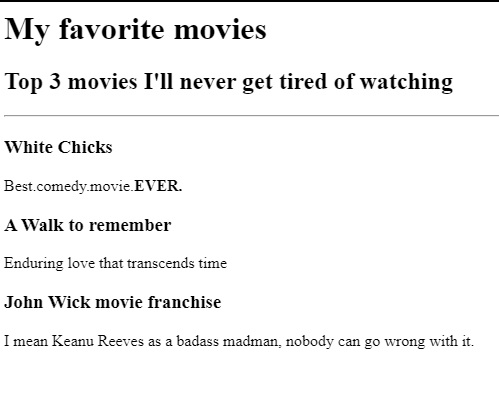 My favorite movies
Top 3 movies I'll never get tired of watching
White Chicks
Best.comedy.movie.EVER.
A Walk to remember
Enduring love that transcends time
John Wick movie franchise
I mean Keanu Reeves as a badass madman, nobody can go wrong with it.